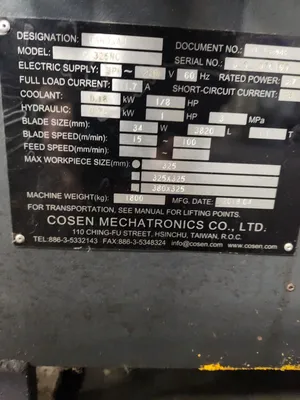 DESIGNATION:
DOCUMENT NO.
MODEL:
SERIAL NO.
ELECTRIC SUPPLY: V 60 Hz RATED POWER:
FULL LOAD CURRENT: A SHORT-CIRCUIT CURRENT:
COOLANT: kW 1/8 HP
HYDRAULIC: kW 1 HP
BLADE SIZE(mm): 34 W 3820 L T
BLADE SPEED(m/min): 15 ~ 100
FEED SPEED(mm/min):
MAX WORKPIECE SIZE(mm): 325
325x325
380x325
MACHINE WEIGHT(kg): 1000 MFG. DATE:
FOR TRANSPORTATION, SEE MANUAL FOR LIFTING POINTS.
COSEN MECHATRONICS CO., LTD.
110 CHING-FU STREET, HSINCHU, TAIWAN, R.O.C.
TEL:886-3-5332143 FAX:886-3-5348324 info@cosen.com www.cosen.com